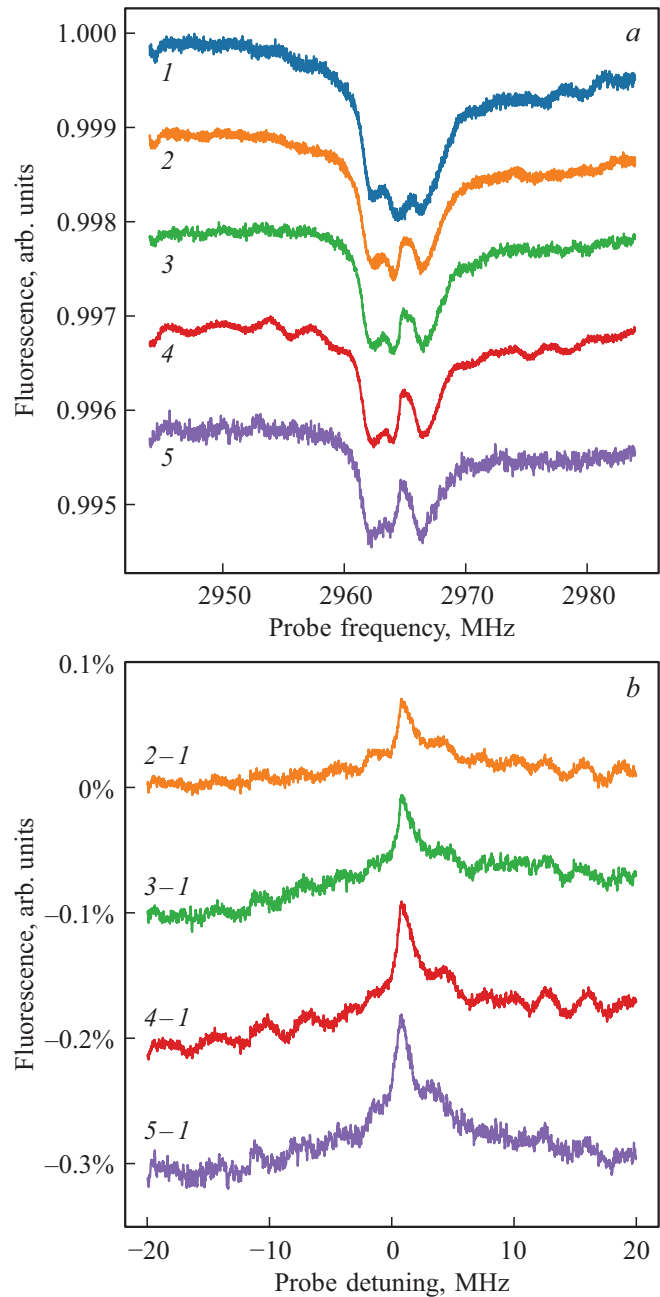 a
1.000
0.999
0.998
0.997
0.996
0.995
1
2
3
4
5
Fluorescence, arb. units
2950 2960 2970 2980
Probe frequency, MHz
b
0.1%
0%
–0.1%
–0.2%
–0.3%
2–1
3–1
4–1
5–1
Fluorescence, arb. units
–20 –10 0 10 20
Probe detuning, MHz